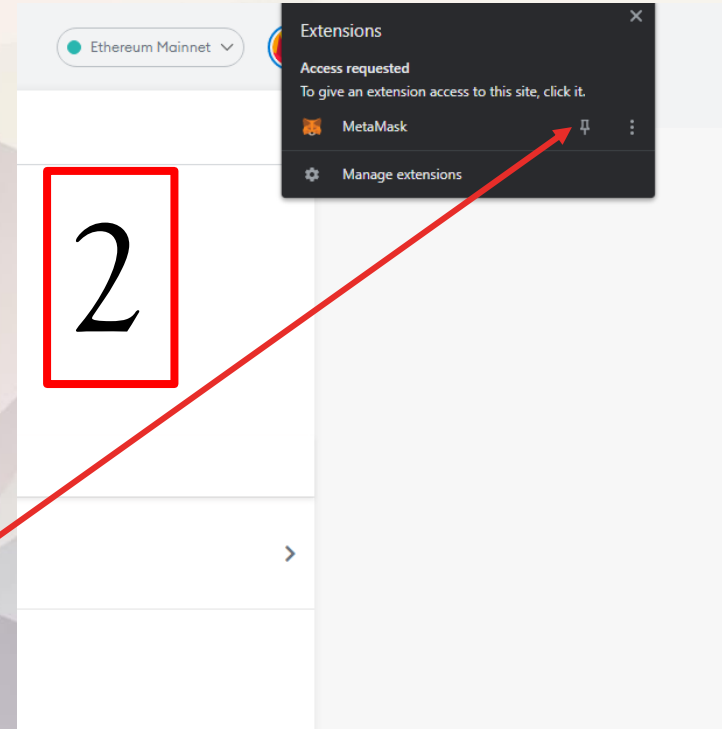 Ethereum Mainnet
Extensions
Access requested
To give an extension access to this site, click it.
MetaMask
Manage extensions
2